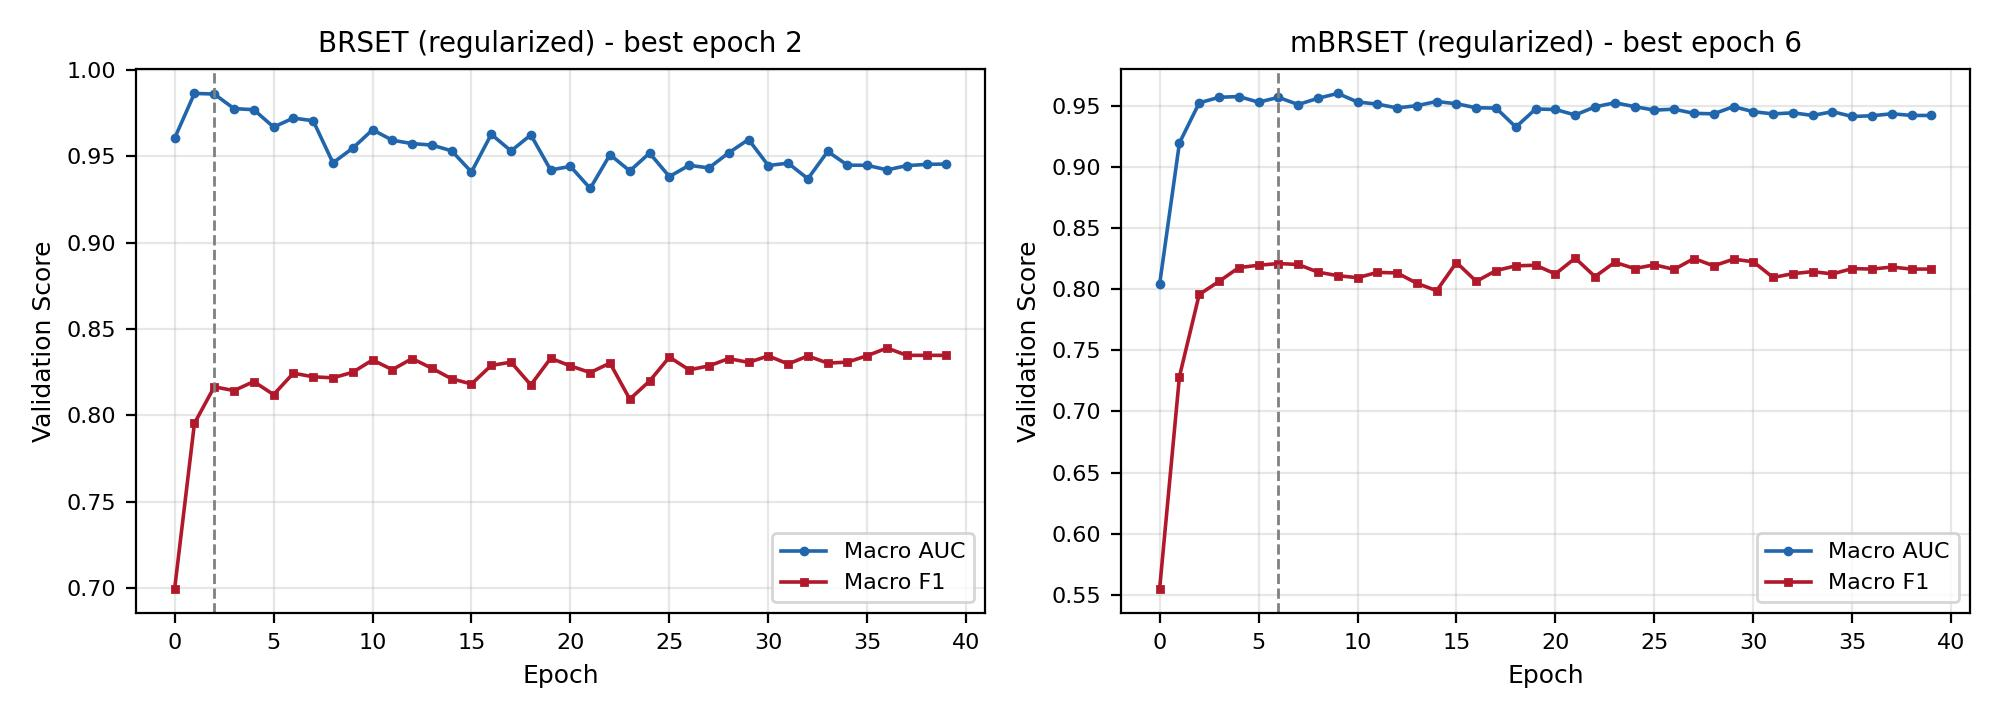 BRSET (regularized) - best epoch 2
1.00
0.95
0.90
0.85
0.80
0.75
0.70
Validation Score
0 5 10 15 20 25 30 35 40
Epoch
Macro AUC
Macro F1
mBRSET (regularized) - best epoch 6
0.95
0.90
0.85
0.80
0.75
0.70
0.65
0.60
0.55
Validation Score
0 5 10 15 20 25 30 35 40
Epoch
Macro AUC
Macro F1